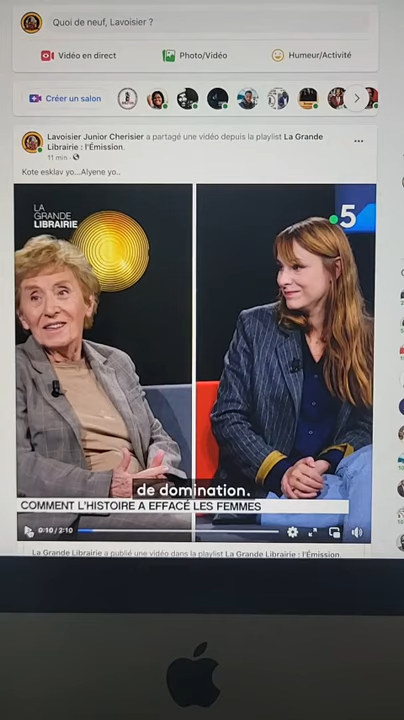 Quoi de neuf, Lavoisier ?
Vidéo en direct
Photo/Vidéo
Humeur/Activité
Créer un salon
Lavoisier Junior Cherisier a partagé une vidéo depuis la playlist La Grande
Librairie : l'Émission.
11 min
Kote esklav yo...Alyene yo..
LA
GRANDE
LIBRAIRIE
5
de domination.
COMMENT L'HISTOIRE A EFFACÉ LES FEMMES
0:10 / 2:10
La Grande Librairie a publié une vidéo dans la playlist La Grande Librairie : l'Émission.